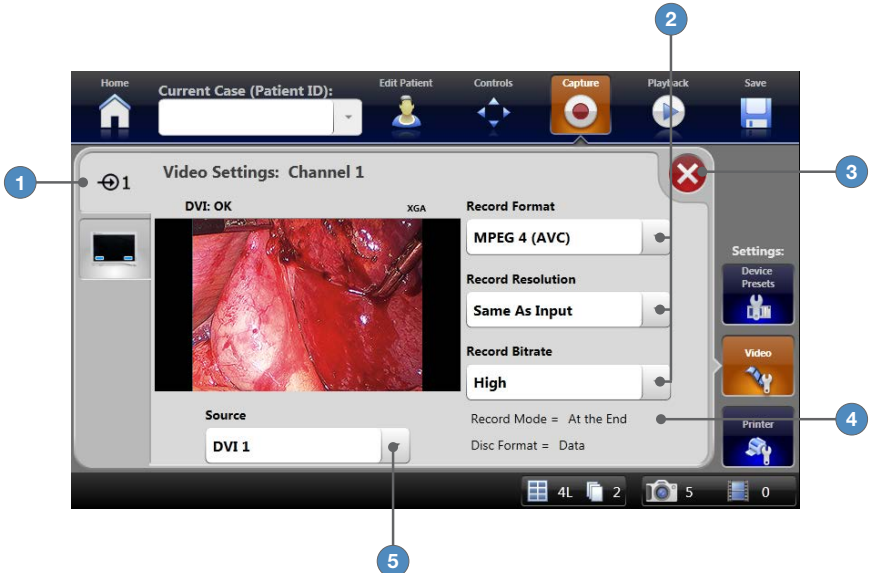 2
Home
Current Case (Patient ID):
Edit Patient
Controls
Capture
Playback
Save
1
1
Video Settings: Channel 1
3
DVI: OK
XGA
Record Format
MPEG 4 (AVC)
Settings:
Device
Presets
Record Resolution
Same As Input
Record Bitrate
Video
High
Source
Record Mode = At the End
4
Printer
DVI 1
Disc Format = Data
4L
2
5
0
5